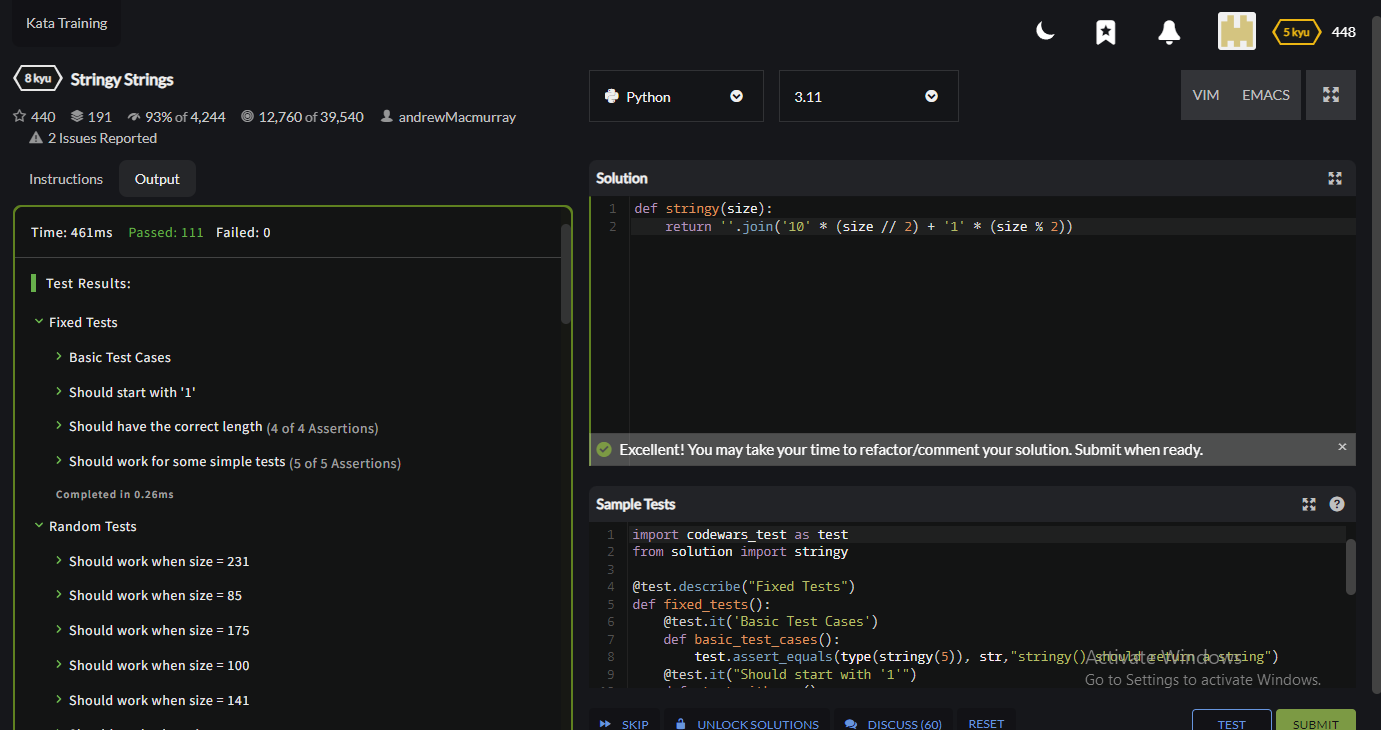 Kata Training
5 kyu 448
8 kyu Stringy Strings
440 191 93% of 4,244 12,760 of 39,540 andrewMacmurray
2 Issues Reported
Instructions Output
Time: 461ms Passed: 111 Failed: 0
Test Results:
Fixed Tests
Basic Test Cases
Should start with '1'
Should have the correct length (4 of 4 Assertions)
Should work for some simple tests (5 of 5 Assertions)
Completed in 0.26ms
Random Tests
Should work when size = 231
Should work when size = 85
Should work when size = 175
Should work when size = 100
Should work when size = 141
Python 3.11 VIM EMACS
Solution
1 def stringy(size):
2 return ''.join('10' * (size // 2) + '1' * (size % 2))
Excellent! You may take your time to refactor/comment your solution. Submit when ready. ×
Sample Tests ?
1 import codewars_test as test
2 from solution import stringy
3
4 @test.describe("Fixed Tests")
5 def fixed_tests():
6 @test.it('Basic Test Cases')
7 def basic_test_cases():
8 test.assert_equals(type(stringy(5)), str,"stringy() should return a string")
9 @test.it("Should start with '1'")
Activate Windows
Go to Settings to activate Windows.
SKIP UNLOCK SOLUTIONS DISCUSS (60) RESET TEST SUBMIT